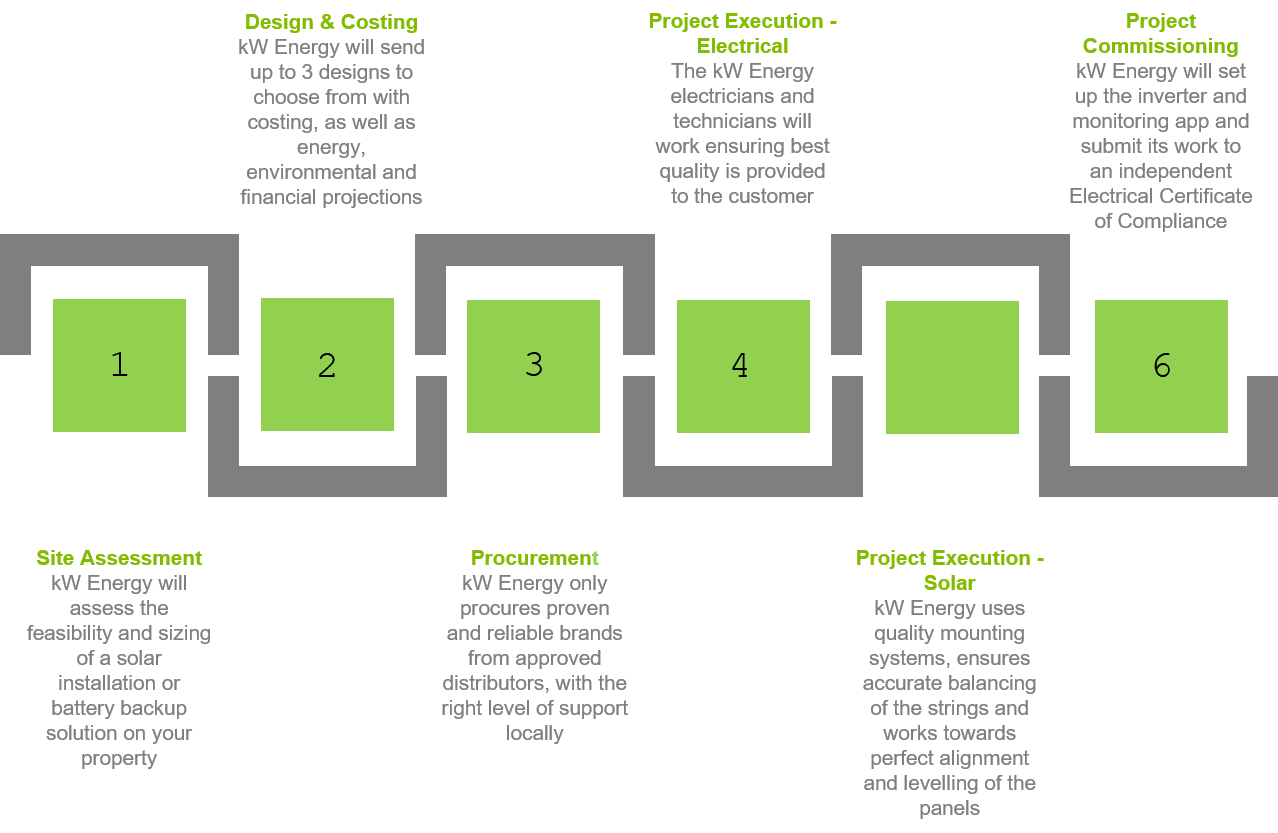 Design & Costing
kW Energy will send
up to 3 designs to
choose from with
costing, as well as
energy,
environmental and
financial projections
Project Execution -
Electrical
The kW Energy
electricians and
technicians will
work ensuring best
quality is provided
to the customer
Project
Commissioning
kW Energy will set
up the inverter and
monitoring app and
submit its work to
an independent
Electrical Certificate
of Compliance
1
2
3
4
6
Site Assessment
kW Energy will
assess the
feasibility and sizing
of a solar
installation or
battery backup
solution on your
property
Procurement
kW Energy only
procures proven
and reliable brands
from approved
distributors, with the
right level of support
locally
Project Execution -
Solar
kW Energy uses
quality mounting
systems, ensures
accurate balancing
of the strings and
works towards
perfect alignment
and levelling of the
panels